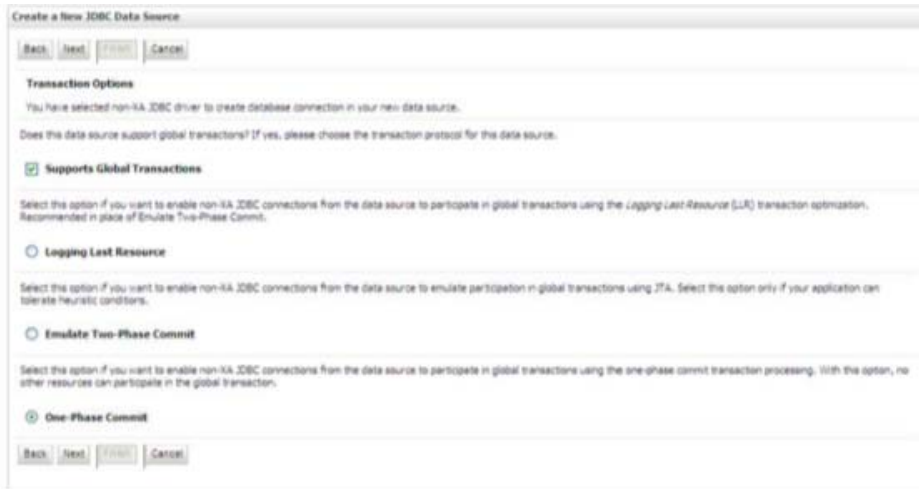 Create a New JDBC Data Source
Back Next Finish Cancel
Transaction Options
You have selected non-XA JDBC driver to create database connection in your new data source.
Does this data source support global transactions? If yes, please choose the transaction protocol for this data source.
Supports Global Transactions
Select this option if you want to enable non-XA JDBC connections from the data source to participate in global transactions using the Logging Last Resource (LLR) transaction optimization.
Recommended in place of Emulate Two-Phase Commit.
Logging Last Resource
Select this option if you want to enable non-XA JDBC connections from the data source to emulate participation in global transactions using JTA. Select this option only if your application can
tolerate heuristic conditions.
Emulate Two-Phase Commit
Select this option if you want to enable non-XA JDBC connections from the data source to participate in global transactions using the one-phase commit transaction processing. With this option, no
other resources can participate in the global transaction.
One-Phase Commit
Back Next Finish Cancel